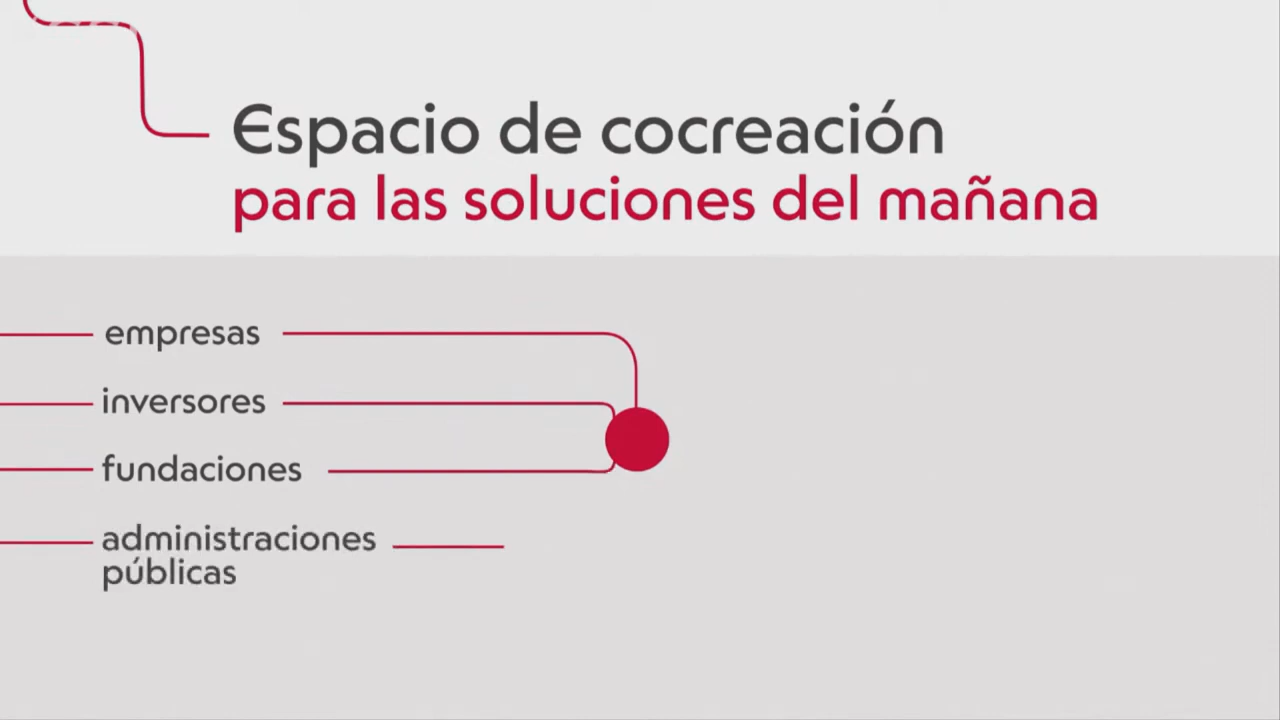 Espacio de cocreación
para las soluciones del mañana
empresas
inversores
fundaciones
administraciones
públicas